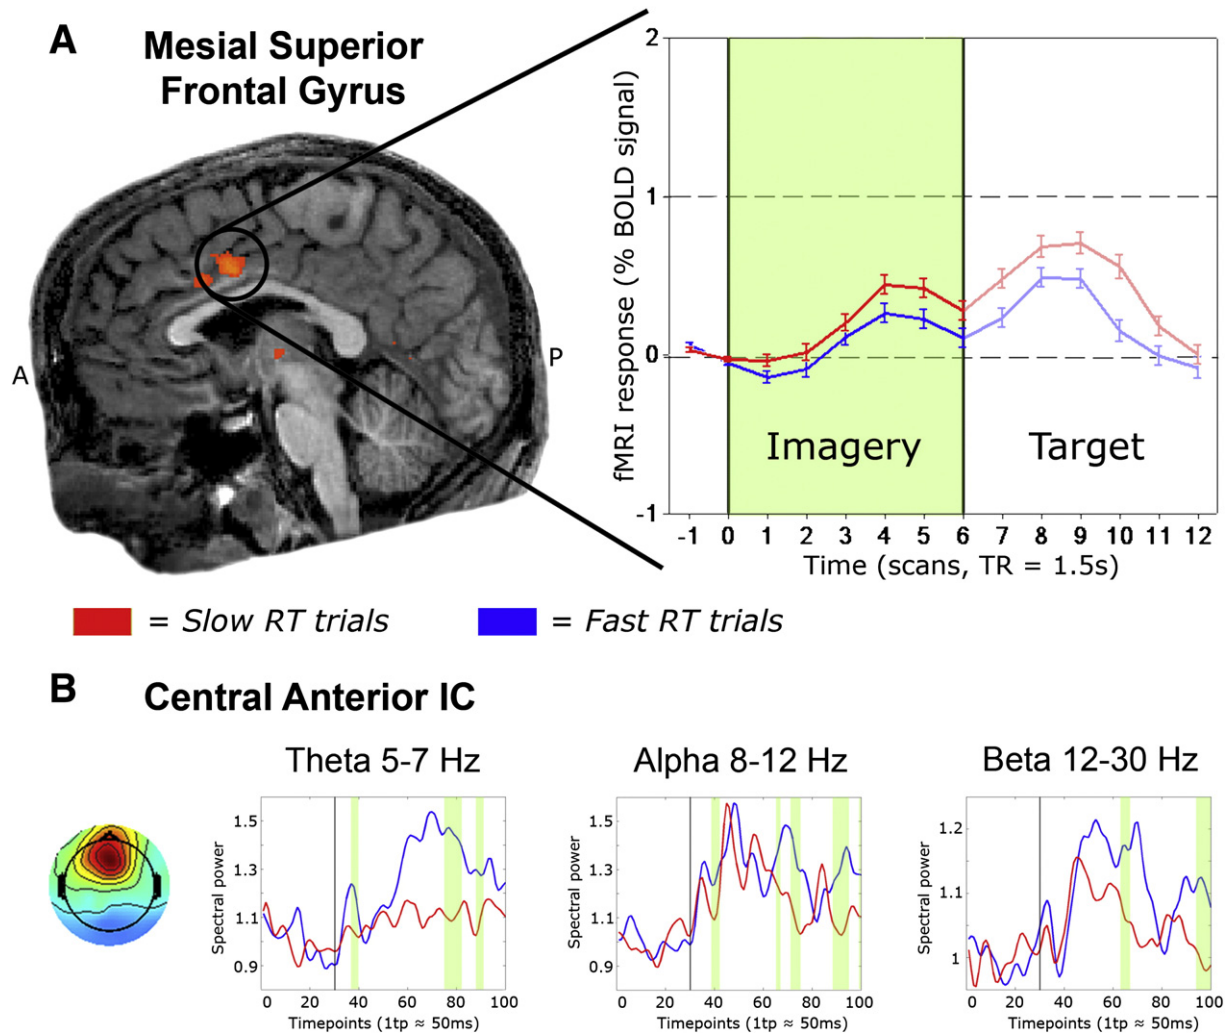 A
Mesial Superior
Frontal Gyrus
A
P
fMRI response (% BOLD sjgnal)
2
1
0
-1
Imagery
Target
-1 0 1 2 3 4 5 6 7 8 9 10 11 12
Time (scans, TR = 1.5s)
= Slow RT trials
= Fast RT trials
B
Central Anterior IC
Theta 5-7 Hz
Spectral power
1.5
1.3
1.1
0.9
0 20 40 60 80 100
Timepoints (1tp ≈ 50ms)
Alpha 8-12 Hz
Spectral power
1.5
1.3
1.1
0.9
0 20 40 60 80 100
Timepoints (1tp ≈ 50ms)
Beta 12-30 Hz
Spectral power
1.2
1.1
1
0 20 40 60 80 100
Timepoints (1tp ≈ 50ms)